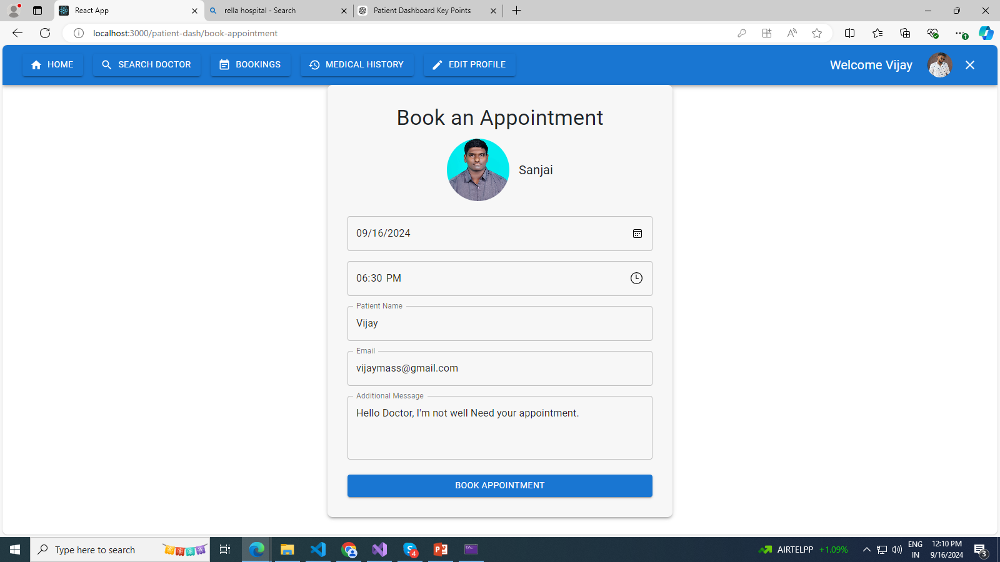 React App
rella hospital - Search
Patient Dashboard Key Points
localhost:3000/patient-dash/book-appointment
HOME
SEARCH DOCTOR
BOOKINGS
MEDICAL HISTORY
EDIT PROFILE
Welcome Vijay
Book an Appointment
Sanjai
09/16/2024
06:30 PM
Patient Name
Vijay
Email
vijaymass@gmail.com
Additional Message
Hello Doctor, I'm not well Need your appointment.
BOOK APPOINTMENT
Type here to search
4
AIRTELPP +1.09%
ENG
IN
12:10 PM
9/16/2024
3